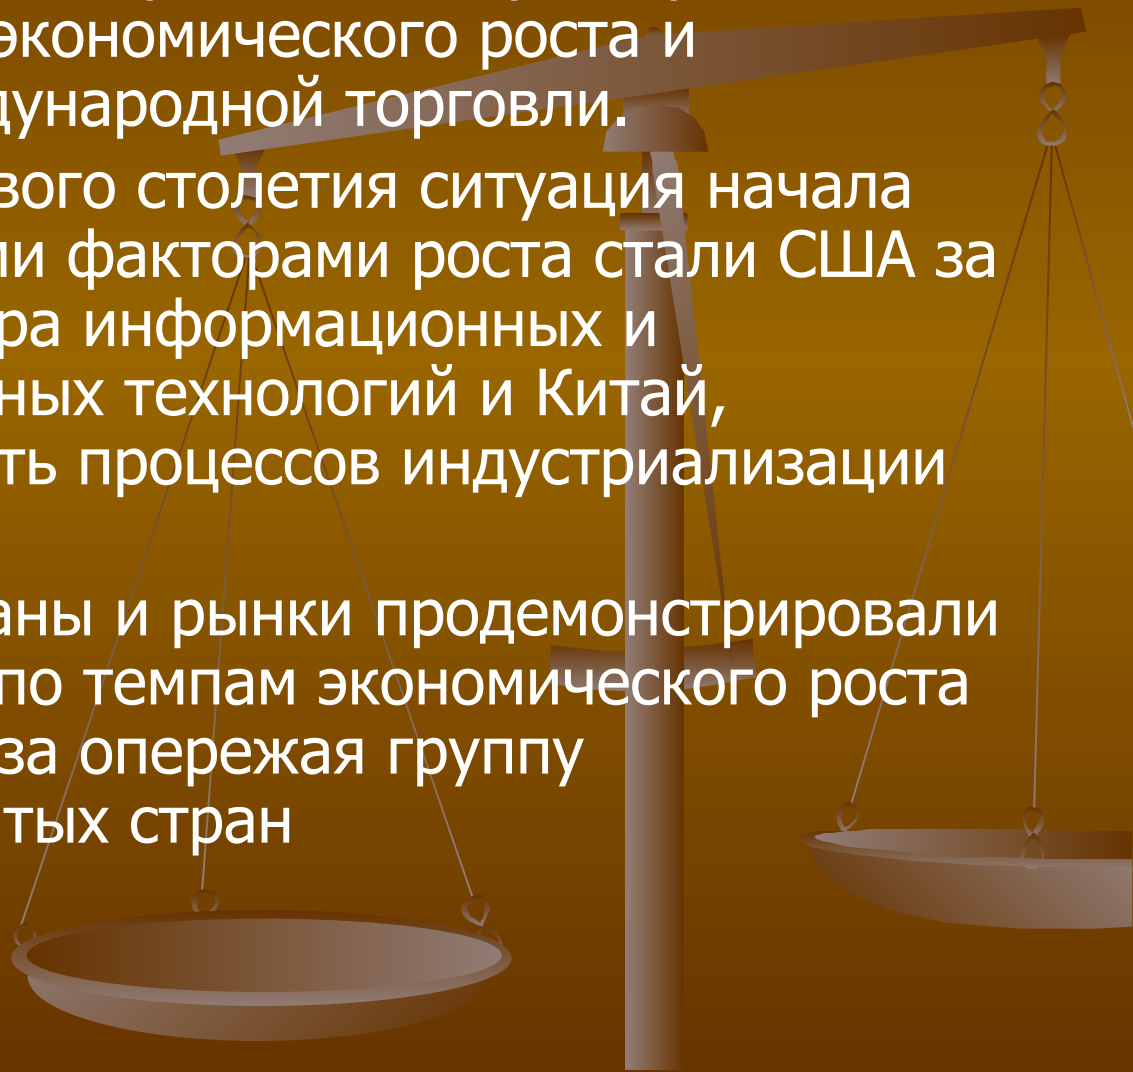 экономического роста и
дународной торговли.
вого столетия ситуация начала
ли факторами роста стали США за
ра информационных и
ных технологий и Китай,
ть процессов индустриализации
аны и рынки продемонстрировали
по темпам экономического роста
за опережая группу
тых стран